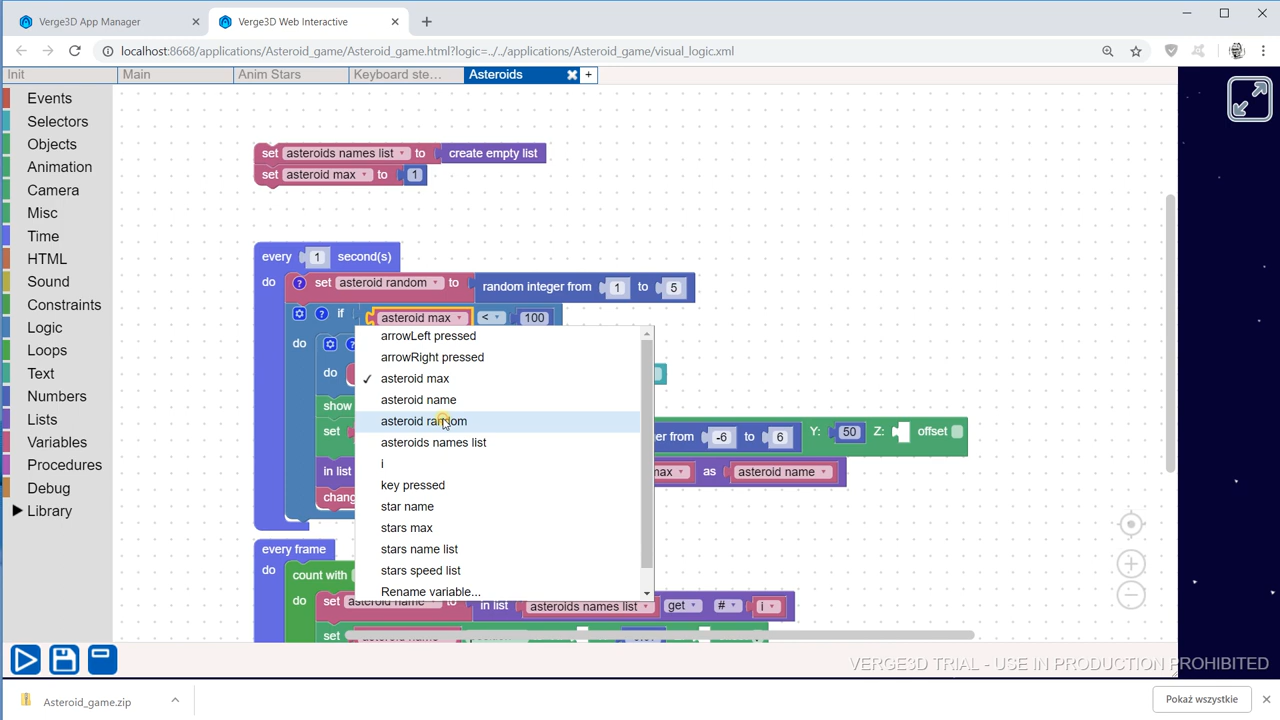 Verge3D App Manager
Verge3D Web Interactive
localhost:8668/applications/Asteroid_game/Asteroid_game.html?logic=../../applications/Asteroid_game/visual_logic.xml
Init
Main
Anim Stars
Keyboard ste...
Asteroids
+
Events
Selectors
Objects
Animation
Camera
Misc
Time
HTML
Sound
Constraints
Logic
Loops
Text
Numbers
Lists
Variables
Procedures
Debug
Library
set asteroids names list to create empty list
set asteroid max to 1
every 1 second(s)
do set asteroid random to random integer from 1 to 5
if asteroid max < 100
do
do
show
set er from -6 to 6 Y: 50 Z: offset
in list max as asteroid name
chang
arrowLeft pressed
arrowRight pressed
✓ asteroid max
asteroid name
asteroid random
asteroids names list
i
key pressed
star name
stars max
stars name list
stars speed list
Rename variable...
every frame
do count with
do set asteroid name to in list asteroids names list get # i
set
VERGE3D TRIAL - USE IN PRODUCTION PROHIBITED
Asteroid_game.zip
Pokaż wszystkie